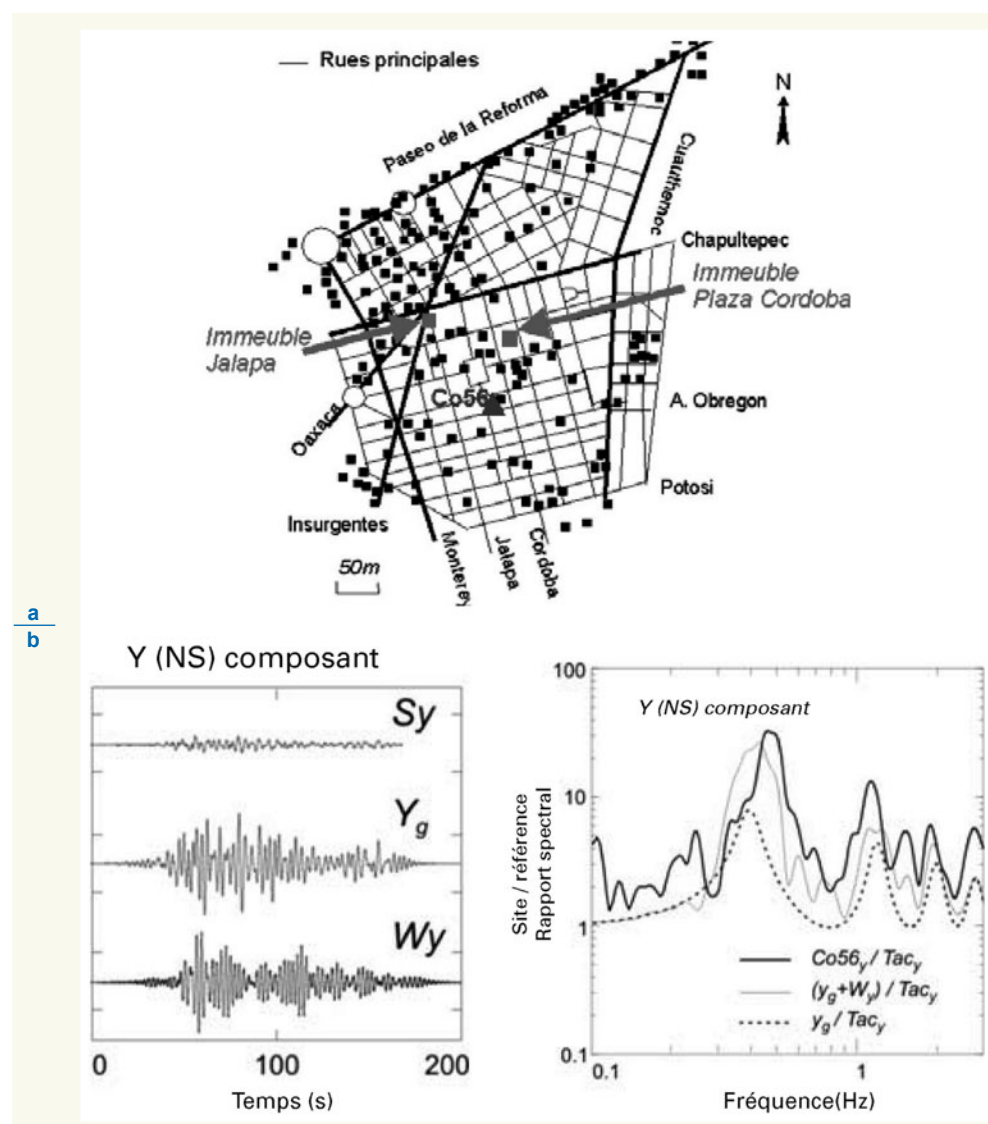 Rues principales
N
Paseo de la Reforma
Cuauthemoc
Chapultepec
Immeuble
Plaza Cordoba
Immeuble
Jalapa
Co56
Oaxaca
A. Obregon
Potosi
Insurgentes
Monterey
Jalapa
Cordoba
50m
a
b
Y (NS) composant
Sy
Yg
Wy
0
100
200
Temps (s)
100
10
1
0.1
Y (NS) composant
Site / référence
Rapport spectral
Co56y / Tacy
(yg+Wy) / Tacy
yg / Tacy
0.1
1
Fréquence(Hz)